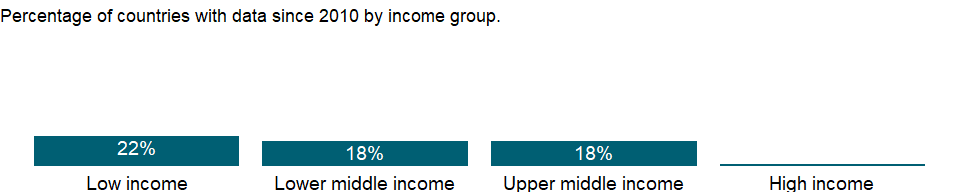 Percentage of countries with data since 2010 by income group.
22%
18%
18%
Low income
Lower middle income
Upper middle income
High income